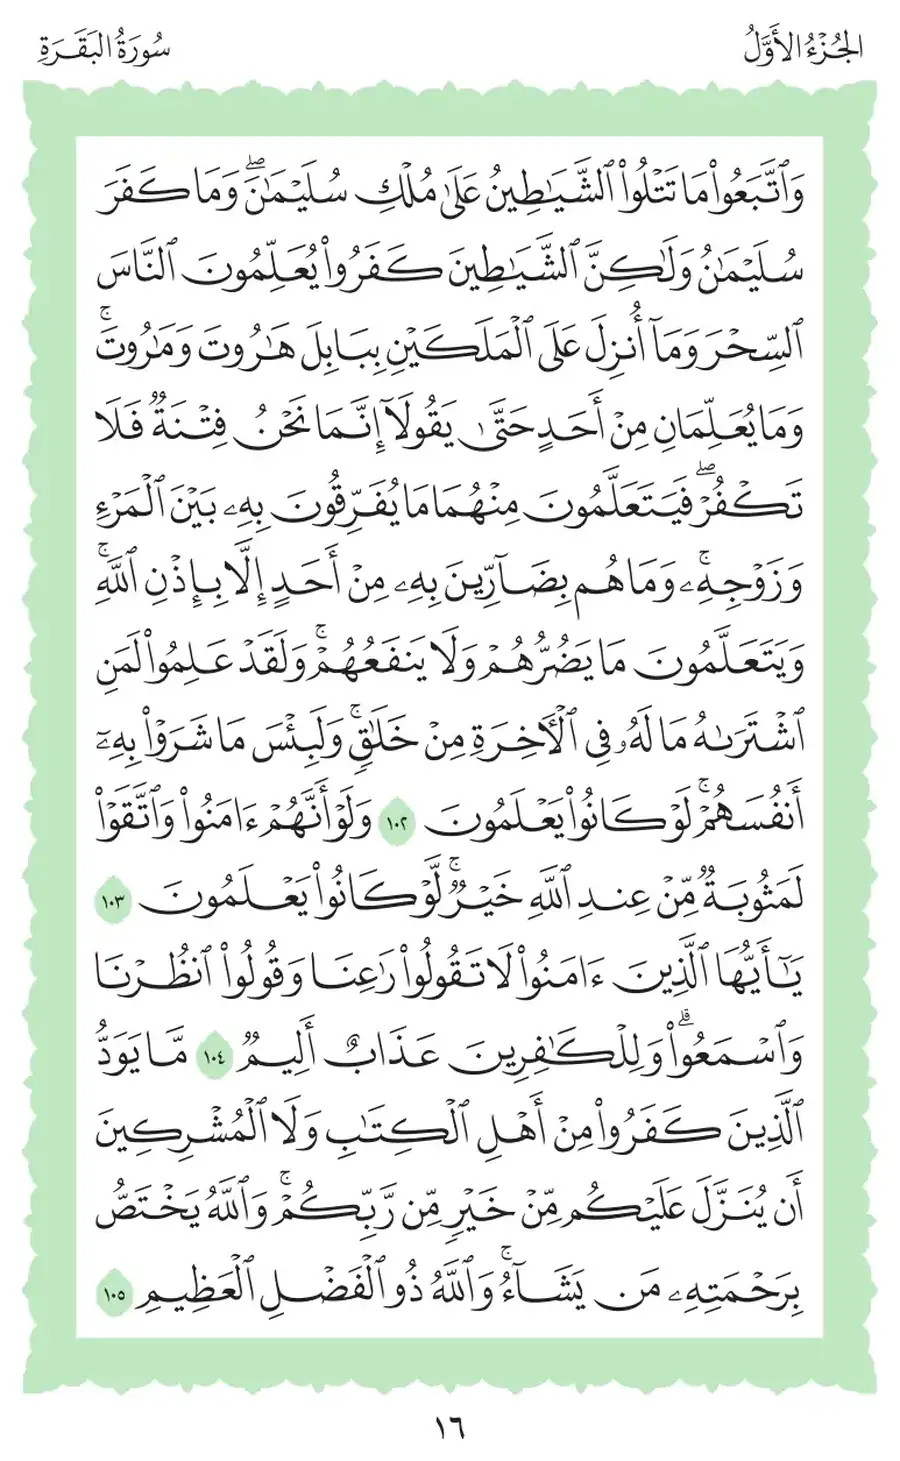 الجُزْءُ الأَوَّلُ
سُورَةُ البَقَرَةِ
وَٱتَّبَعُوا۟ مَا تَتْلُوا۟ ٱلشَّيَـٰطِينُ عَلَىٰ مُلْكِ سُلَيْمَـٰنَ ۖ وَمَا كَفَرَ
سُلَيْمَـٰنُ وَلَـٰكِنَّ ٱلشَّيَـٰطِينَ كَفَرُوا۟ يُعَلِّمُونَ ٱلنَّاسَ
ٱلسِّحْرَ وَمَآ أُنزِلَ عَلَى ٱلْمَلَكَيْنِ بِبَابِلَ هَـٰرُوتَ وَمَـٰرُوتَ ۚ
وَمَا يُعَلِّمَانِ مِنْ أَحَدٍ حَتَّىٰ يَقُولَآ إِنَّمَا نَحْنُ فِتْنَةٌ فَلَا
تَكْفُرْ ۖ فَيَتَعَلَّمُونَ مِنْهُمَا مَا يُفَرِّقُونَ بِهِۦ بَيْنَ ٱلْمَرْءِ
وَزَوْجِهِۦ ۚ وَمَا هُم بِضَآرِّينَ بِهِۦ مِنْ أَحَدٍ إِلَّا بِإِذْنِ ٱللَّهِ ۚ
وَيَتَعَلَّمُونَ مَا يَضُرُّهُمْ وَلَا يَنفَعُهُمْ ۚ وَلَقَدْ عَلِمُوا۟ لَمَنِ
ٱشْتَرَىٰهُ مَا لَهُۥ فِى ٱلْـَٔاخِرَةِ مِنْ خَلَـٰقٍ ۚ وَلَبِئْسَ مَا شَرَوْا۟ بِهِۦٓ
أَنفُسَهُمْ ۚ لَوْ كَانُوا۟ يَعْلَمُونَ ١٠٢ وَلَوْ أَنَّهُمْ ءَامَنُوا۟ وَٱتَّقَوْا۟
لَمَثُوبَةٌ مِّنْ عِندِ ٱللَّهِ خَيْرٌ ۚ لَّوْ كَانُوا۟ يَعْلَمُونَ ١٠٣
يَـٰٓأَيُّهَا ٱلَّذِينَ ءَامَنُوا۟ لَا تَقُولُوا۟ رَٰعِنَا وَقُولُوا۟ ٱنظُرْنَا
وَٱسْمَعُوا۟ ۗ وَلِلْكَـٰفِرِينَ عَذَابٌ أَلِيمٌ ١٠٤ مَّا يَوَدُّ
ٱلَّذِينَ كَفَرُوا۟ مِنْ أَهْلِ ٱلْكِتَـٰبِ وَلَا ٱلْمُشْرِكِينَ
أَن يُنَزَّلَ عَلَيْكُم مِّنْ خَيْرٍ مِّن رَّبِّكُمْ ۚ وَٱللَّهُ يَخْتَصُّ
بِرَحْمَتِهِۦ مَن يَشَآءُ ۚ وَٱللَّهُ ذُو ٱلْفَضْلِ ٱلْعَظِيمِ ١٠٥
١٦